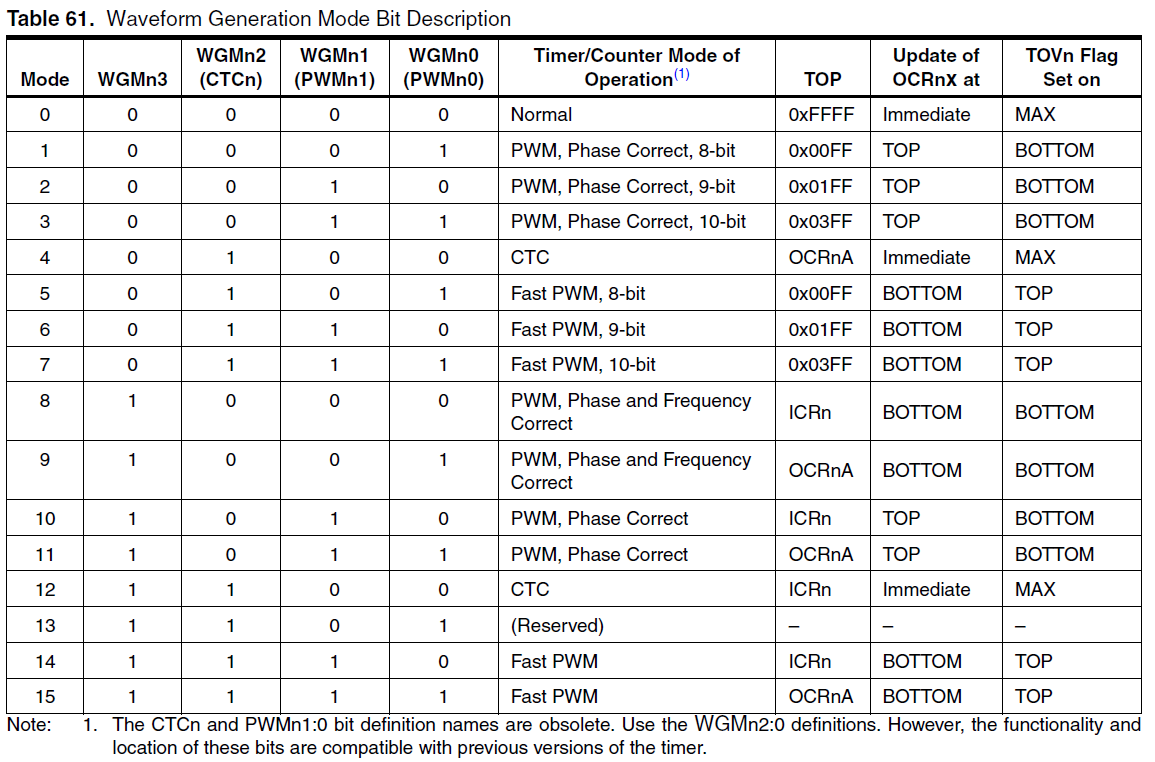 Table 61. Waveform Generation Mode Bit Description
Mode WGMn3 WGMn2 (CTCn) WGMn1 (PWMn1) WGMn0 (PWMn0) Timer/Counter Mode of Operation(1) TOP Update of OCRnX at TOVn Flag Set on
0 0 0 0 0 Normal 0xFFFF Immediate MAX
1 0 0 0 1 PWM, Phase Correct, 8-bit 0x00FF TOP BOTTOM
2 0 0 1 0 PWM, Phase Correct, 9-bit 0x01FF TOP BOTTOM
3 0 0 1 1 PWM, Phase Correct, 10-bit 0x03FF TOP BOTTOM
4 0 1 0 0 CTC OCRnA Immediate MAX
5 0 1 0 1 Fast PWM, 8-bit 0x00FF BOTTOM TOP
6 0 1 1 0 Fast PWM, 9-bit 0x01FF BOTTOM TOP
7 0 1 1 1 Fast PWM, 10-bit 0x03FF BOTTOM TOP
8 1 0 0 0 PWM, Phase and Frequency Correct ICRn BOTTOM BOTTOM
9 1 0 0 1 PWM, Phase and Frequency Correct OCRnA BOTTOM BOTTOM
10 1 0 1 0 PWM, Phase Correct ICRn TOP BOTTOM
11 1 0 1 1 PWM, Phase Correct OCRnA TOP BOTTOM
12 1 1 0 0 CTC ICRn Immediate MAX
13 1 1 0 1 (Reserved) – – –
14 1 1 1 0 Fast PWM ICRn BOTTOM TOP
15 1 1 1 1 Fast PWM OCRnA BOTTOM TOP
Note: 1. The CTCn and PWMn1:0 bit definition names are obsolete. Use the WGMn2:0 definitions. However, the functionality and
location of these bits are compatible with previous versions of the timer.